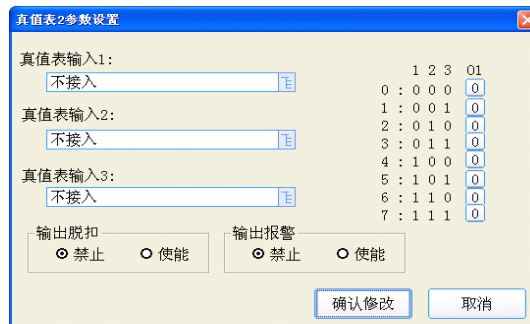 真值表2参数设置
真值表输入1:
不接入
真值表输入2:
不接入
真值表输入3:
不接入
1 2 3 O1
0 : 0 0 0 0
1 : 0 0 1 0
2 : 0 1 0 0
3 : 0 1 1 0
4 : 1 0 0 0
5 : 1 0 1 0
6 : 1 1 0 0
7 : 1 1 1 0
输出脱扣
禁止 使能
输出报警
禁止 使能
确认修改 取消